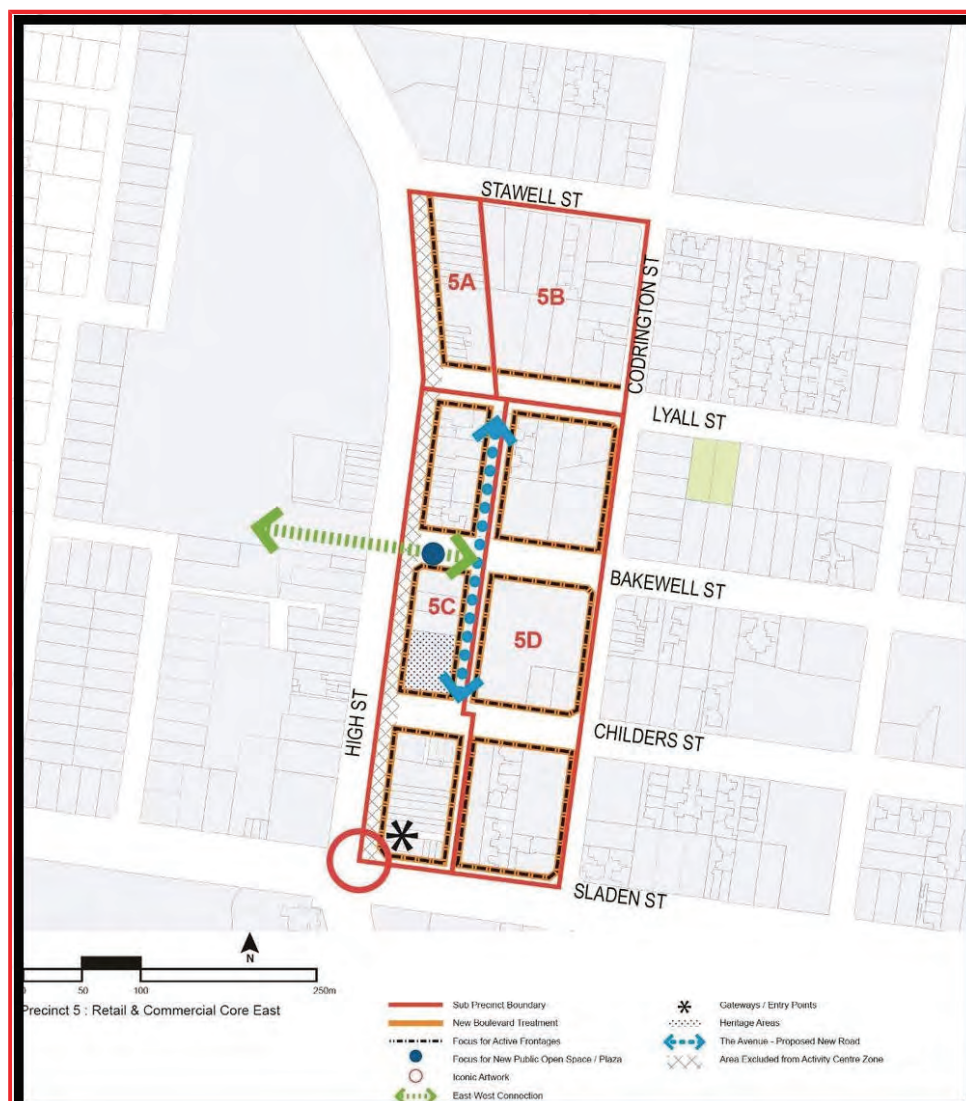 STAWELL ST
5A
5B
CODRINGTON ST
LYALL ST
BAKEWELL ST
5C
5D
HIGH ST
CHILDERS ST
SLADEN ST
N
50
100
250m
Precinct 5 : Retail & Commercial Core East
Sub Precinct Boundary
New Boulevard Treatment
Focus for Active Frontages
Focus for New Public Open Space / Plaza
Iconic Artwork
East-West Connection
Gateways / Entry Points
Heritage Areas
The Avenue - Proposed New Road
Area Excluded from Activity Centre Zone